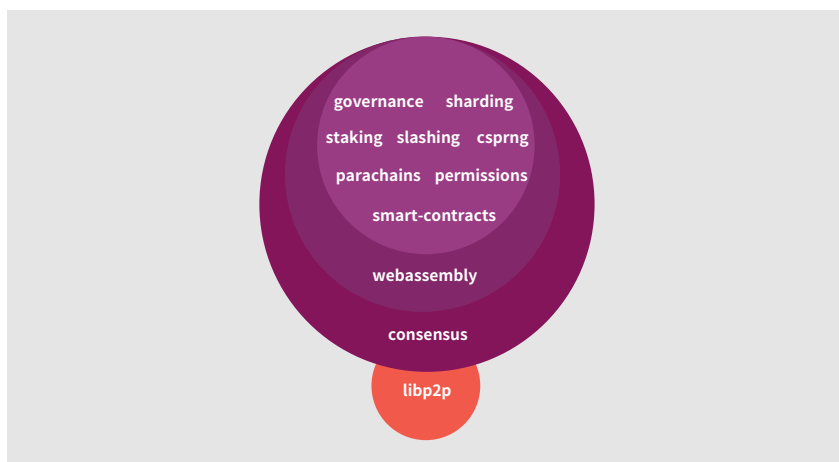 governance sharding
staking slashing csprng
parachains permissions
smart-contracts
webassembly
consensus
libp2p